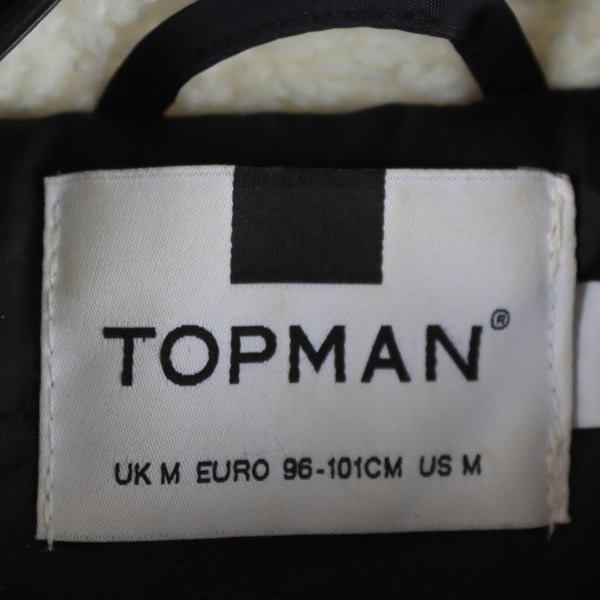 TOPMAN®
UK M EURO 96-101CM US M